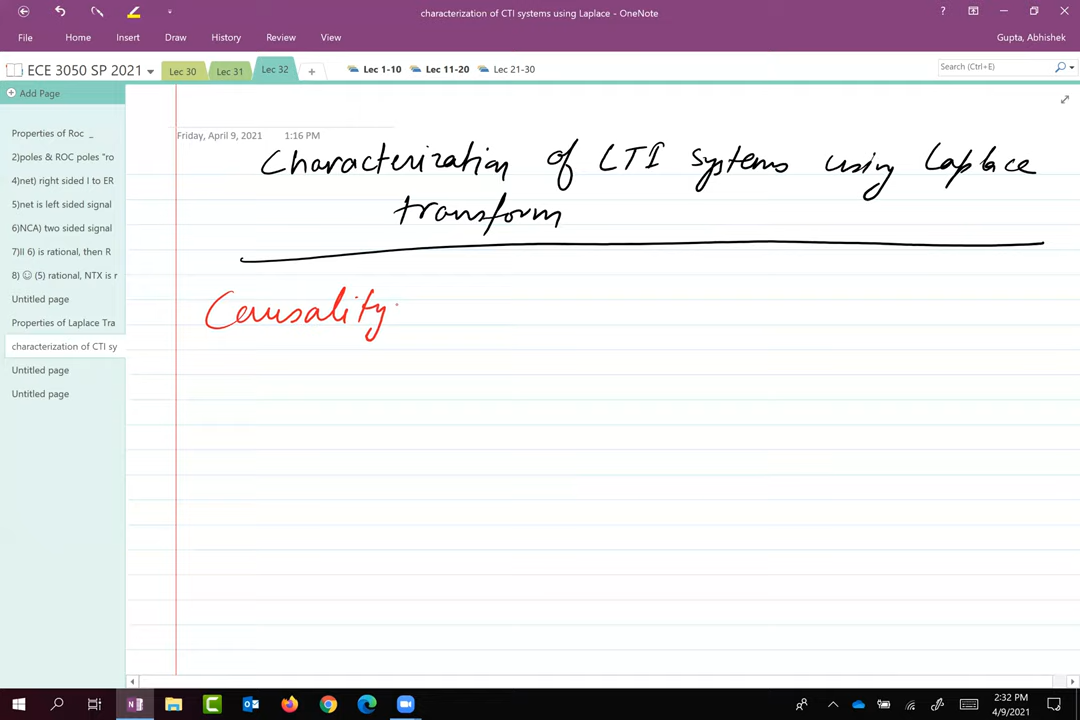 characterization of CTI systems using Laplace - OneNote
File Home Insert Draw History Review View
Gupta, Abhishek
ECE 3050 SP 2021
Lec 30 Lec 31 Lec 32 + Lec 1-10 Lec 11-20 Lec 21-30
Search (Ctrl+E)
Add Page
Properties of Roc _
2)poles & ROC poles "ro
4)net) right sided I to ER
5)net is left sided signal
6)NCA) two sided signal
7)II 6) is rational, then R
8) ☺ (5) rational, NTX is r
Untitled page
Properties of Laplace Tra
characterization of CTI sy
Untitled page
Untitled page
Friday, April 9, 2021 1:16 PM
Characterization of LTI systems using Laplace
transform
Causality:
2:32 PM
4/9/2021